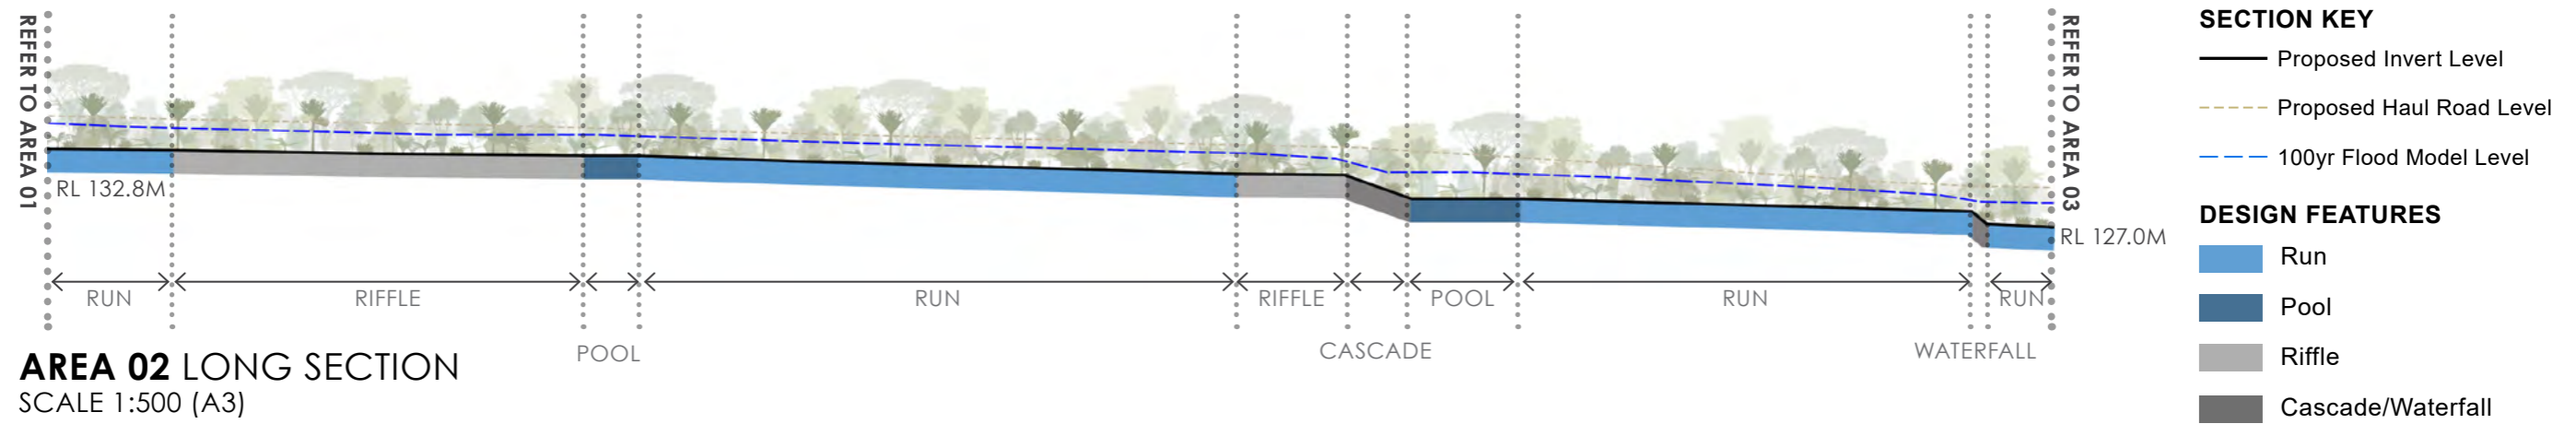 REFER TO AREA 01
RL 132.8M
RUN
RIFFLE
POOL
RUN
RIFFLE
CASCADE
POOL
RUN
WATERFALL
RUN
REFER TO AREA 03
RL 127.0M
AREA 02 LONG SECTION
SCALE 1:500 (A3)
SECTION KEY
Proposed Invert Level
Proposed Haul Road Level
100yr Flood Model Level
DESIGN FEATURES
Run
Pool
Riffle
Cascade/Waterfall